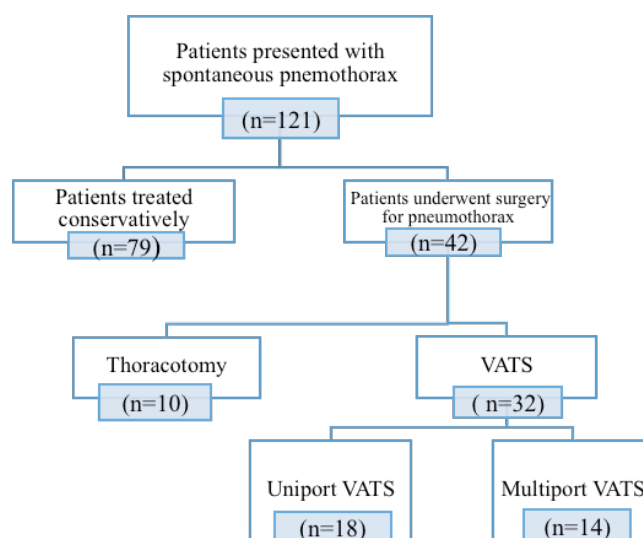 Patients presented with
spontaneous pnemothorax
(n=121)
Patients treated
conservatively
(n=79)
Patients underwent surgery
for pneumothorax
(n=42)
Thoracotomy
(n=10)
VATS
( n=32)
Uniport VATS
(n=18)
Multiport VATS
(n=14)